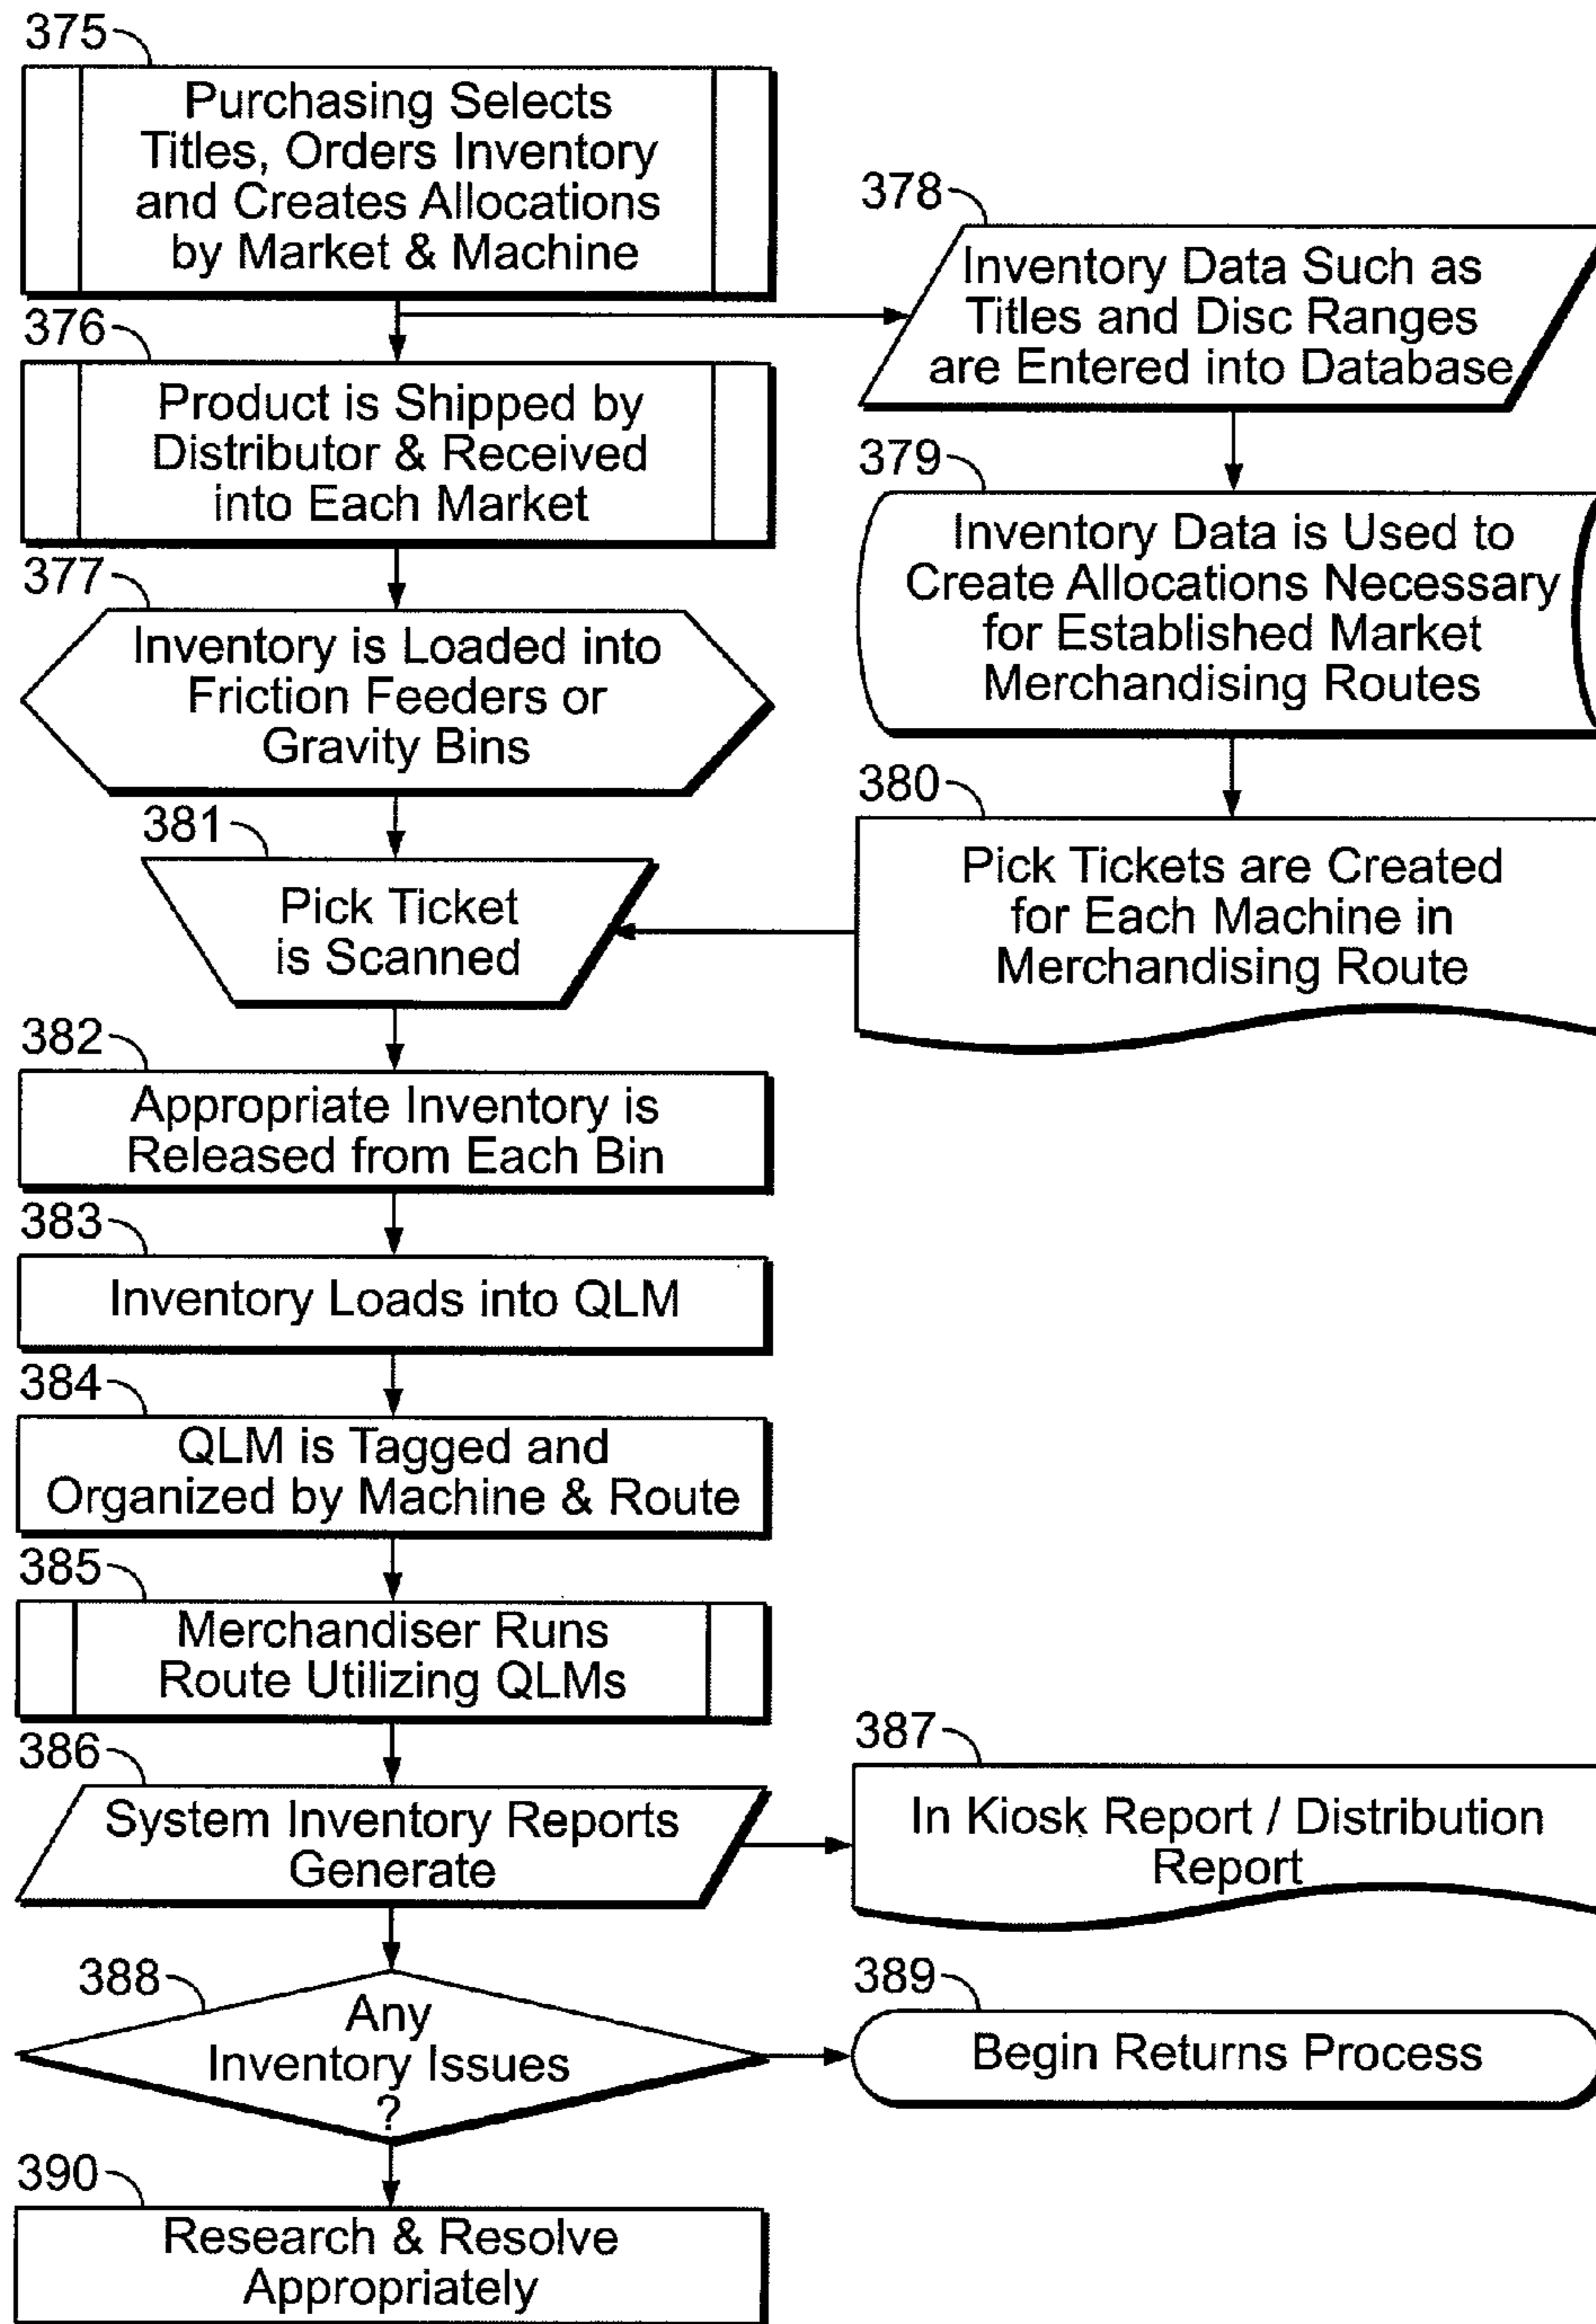 375
Purchasing Selects
Titles, Orders Inventory
and Creates Allocations
by Market & Machine
378
Inventory Data Such as
Titles and Disc Ranges
are Entered into Database
376
Product is Shipped by
Distributor & Received
into Each Market
379
Inventory Data is Used to
Create Allocations Necessary
for Established Market
Merchandising Routes
377
Inventory is Loaded into
Friction Feeders or
Gravity Bins
380
Pick Tickets are Created
for Each Machine in
Merchandising Route
381
Pick Ticket
is Scanned
382
Appropriate Inventory is
Released from Each Bin
383
Inventory Loads into QLM
384
QLM is Tagged and
Organized by Machine & Route
385
Merchandiser Runs
Route Utilizing QLMs
386
System Inventory Reports
Generate
387
In Kiosk Report / Distribution
Report
388
Any
Inventory Issues
?
389
Begin Returns Process
390
Research & Resolve
Appropriately